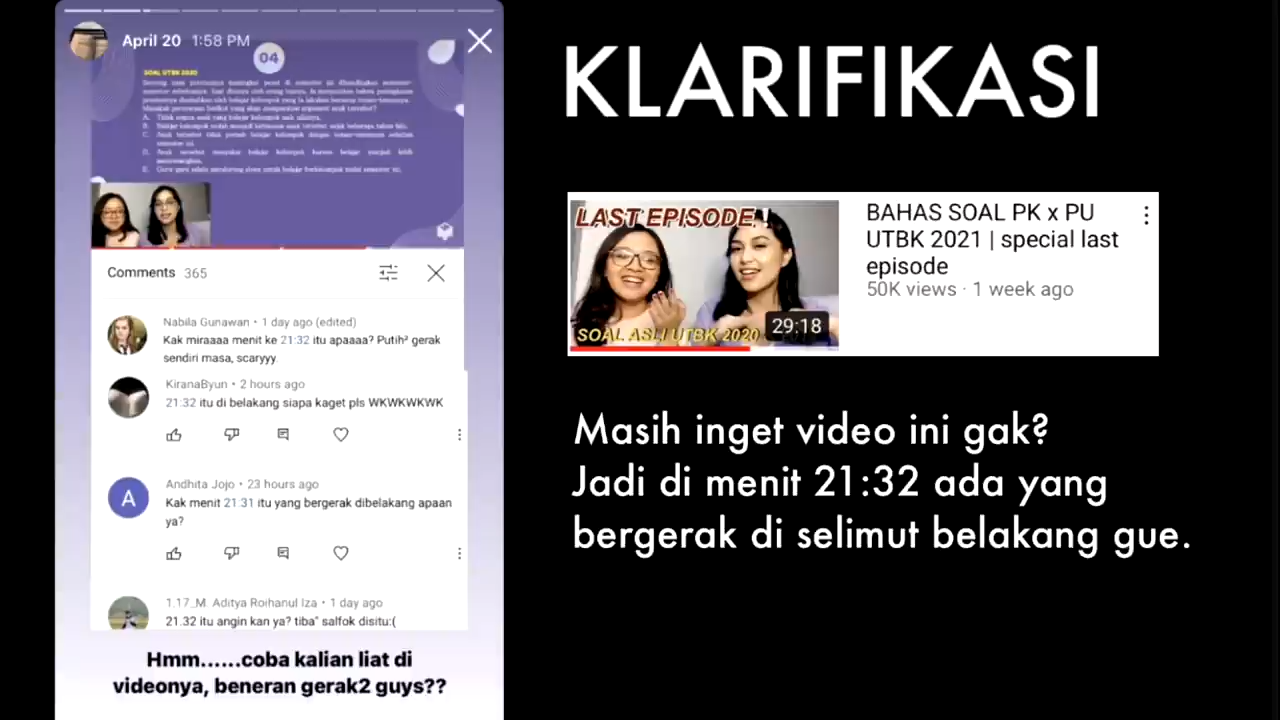 April 20 1:58 PM
04
SOAL UTBK 2020
Comments 365
Nabila Gunawan • 1 day ago (edited)
Kak miraaaa menit ke 21:32 itu apaaaa? Putih² gerak
sendiri masa, scaryyy.
KiranaByun • 2 hours ago
21:32 itu di belakang siapa kaget pls WKWKWKWK
A
Andhita Jojo • 23 hours ago
Kak menit 21.31 itu yang bergerak dibelakang apaan
ya?
1.17_M. Aditya Roihanul Iza • 1 day ago
21.32 itu angin kan ya? tiba" salfok disitu:(
Hmm......coba kalian liat di
videonya, beneran gerak2 guys??
KLARIFIKASI
LAST EPISODE !
SOAL ASLI UTBK 2020
29:18
BAHAS SOAL PK x PU
UTBK 2021 | special last
episode
50K views · 1 week ago
Masih inget video ini gak?
Jadi di menit 21:32 ada yang
bergerak di selimut belakang gue.